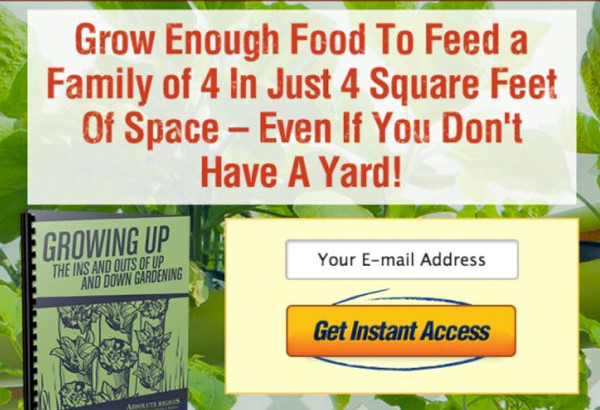 Grow Enough Food To Feed a
Family of 4 In Just 4 Square Feet
Of Space – Even If You Don't
Have A Yard!
GROWING UP
THE INS AND OUTS OF UP
AND DOWN GARDENING
ABSOLUTE RIGHTS
Your E-mail Address
Get Instant Access